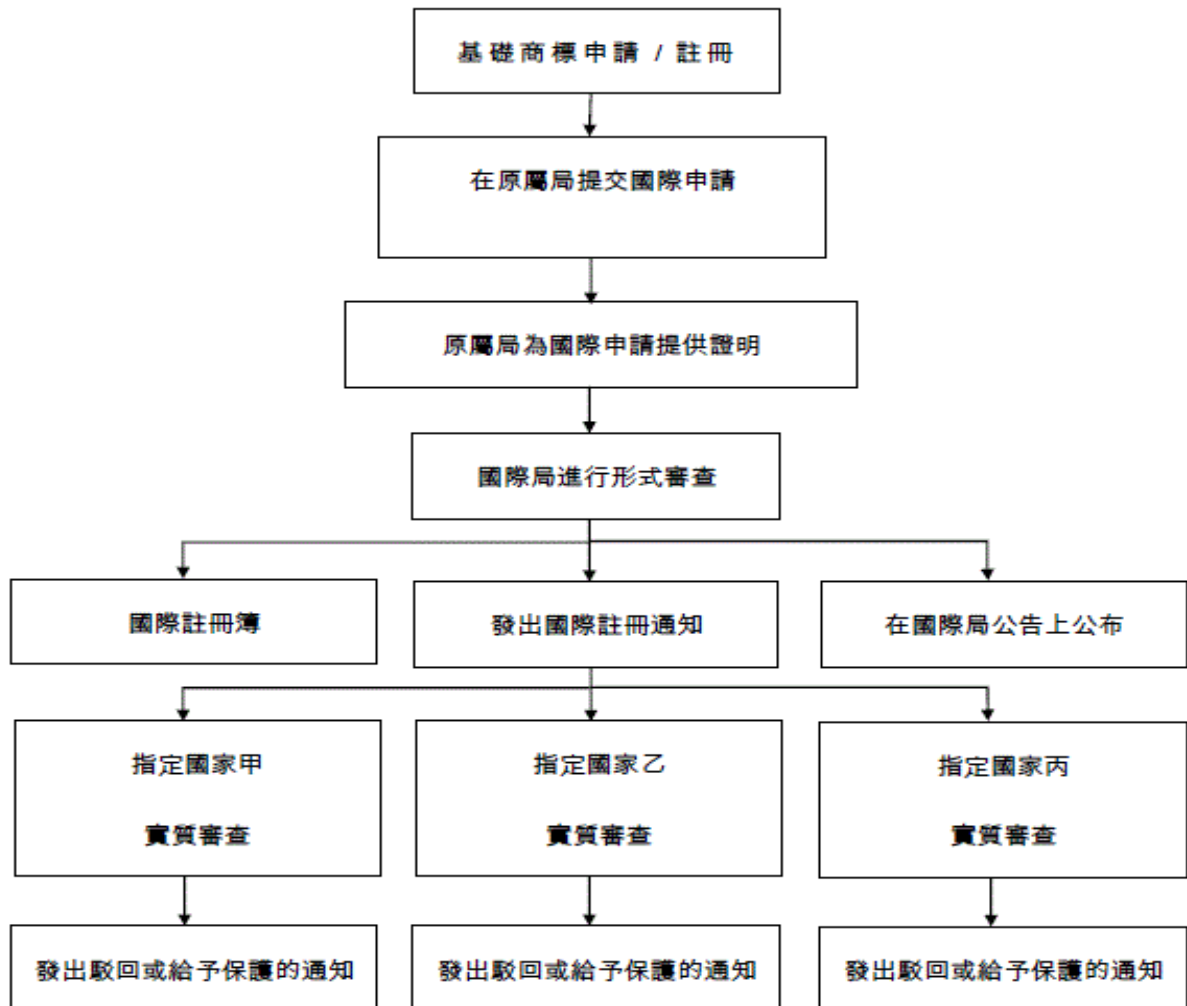 基礎商標申請 / 註冊
在原屬局提交國際申請
原屬局為國際申請提供證明
國際局進行形式審查
國際註冊簿
發出國際註冊通知
在國際局公告上公布
指定國家甲
實質審查
指定國家乙
實質審查
指定國家丙
實質審查
發出駁回或給予保護的通知
發出駁回或給予保護的通知
發出駁回或給予保護的通知